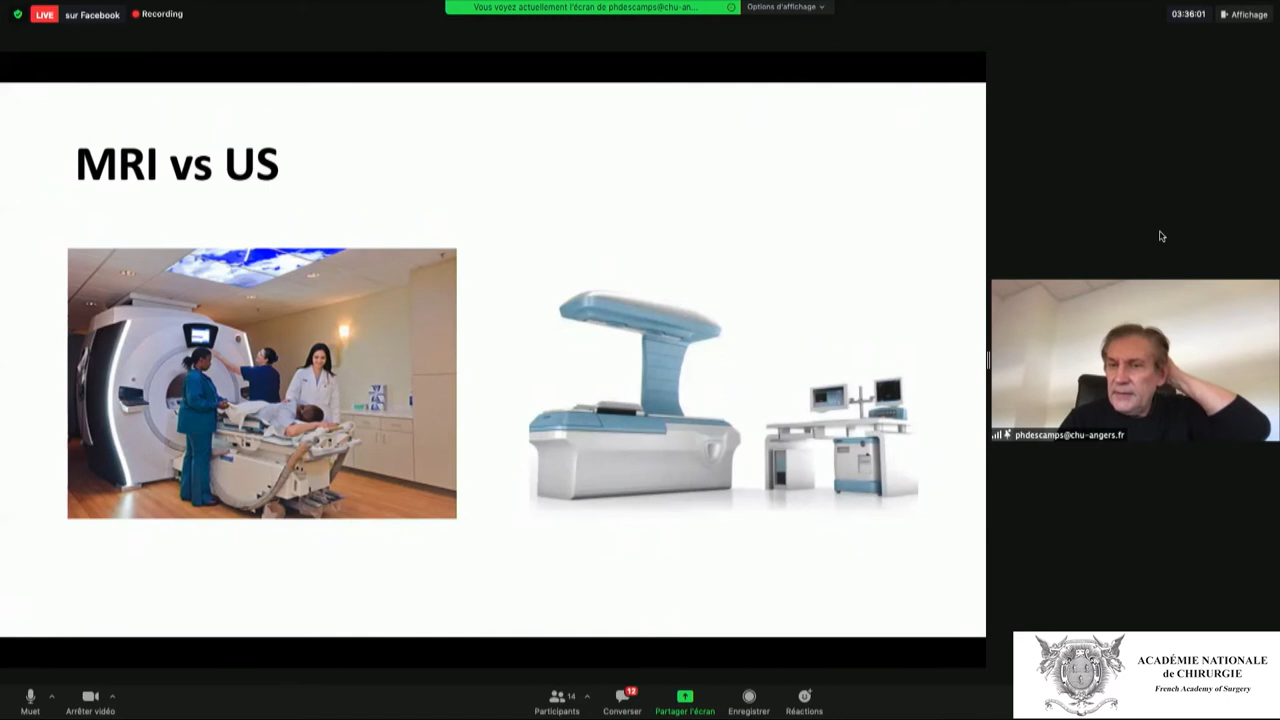 LIVE sur Facebook
Recording
Vous voyez actuellement l'écran de phdescamps@chu-an...
Options d'affichage
03:36:01
Affichage
MRI vs US
phdescamps@chu-angers.fr
ACADÉMIE NATIONALE
de CHIRURGIE
French Academy of Surgery
Muet
Arrêter vidéo
14
Participants
12
Converser
Partager l'écran
Enregistrer
Réactions